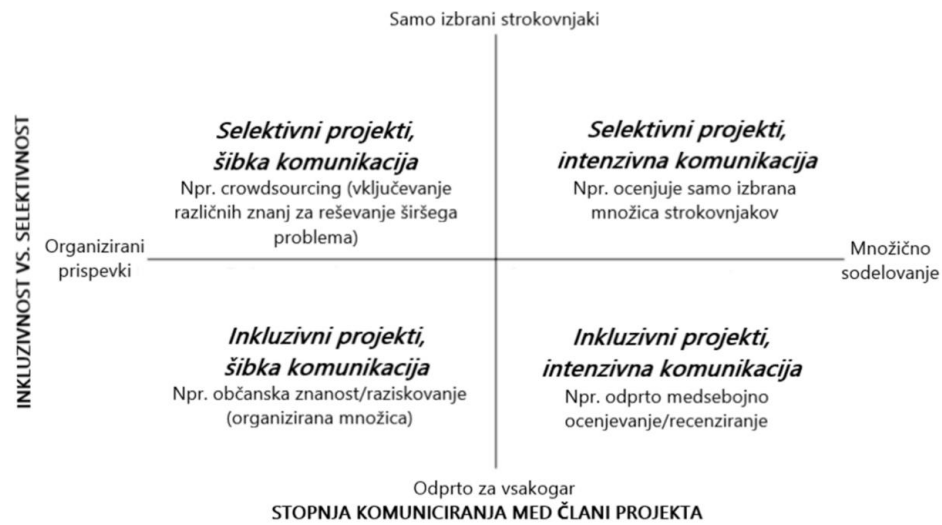 Samo izbrani strokovnjaki
INKLUZIVNOST VS. SELEKTIVNOST
Selektivni projekti,
šibka komunikacija
Npr. crowdsourcing (vključevanje
različnih znanj za reševanje širšega
problema)
Selektivni projekti,
intenzivna komunikacija
Npr. ocenjuje samo izbrana
množica strokovnjakov
Organizirani
prispevki
Množično
sodelovanje
Inkluzivni projekti,
šibka komunikacija
Npr. občanska znanost/raziskovanje
(organizirana množica)
Inkluzivni projekti,
intenzivna komunikacija
Npr. odprto medsebojno
ocenjevanje/recenziranje
Odprto za vsakogar
STOPNJA KOMUNICIRANJA MED ČLANI PROJEKTA